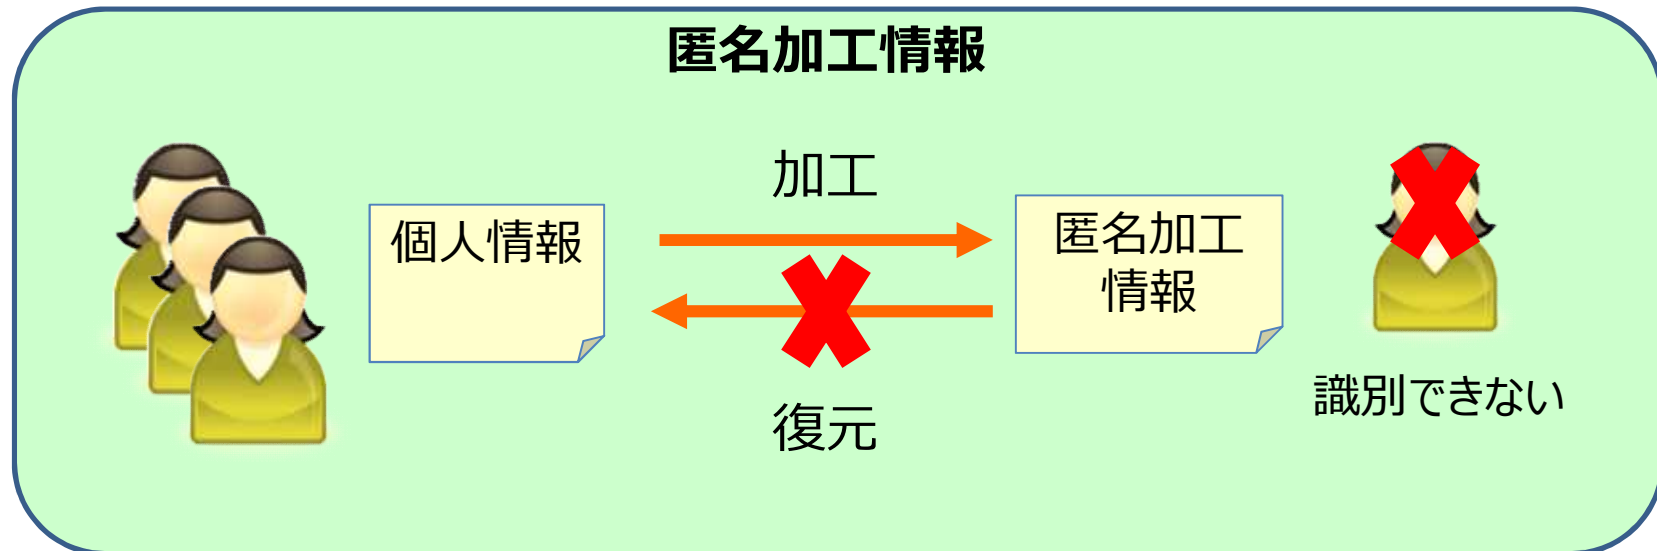 匿名加工情報
加工
個人情報
匿名加工
情報
復元
識別できない